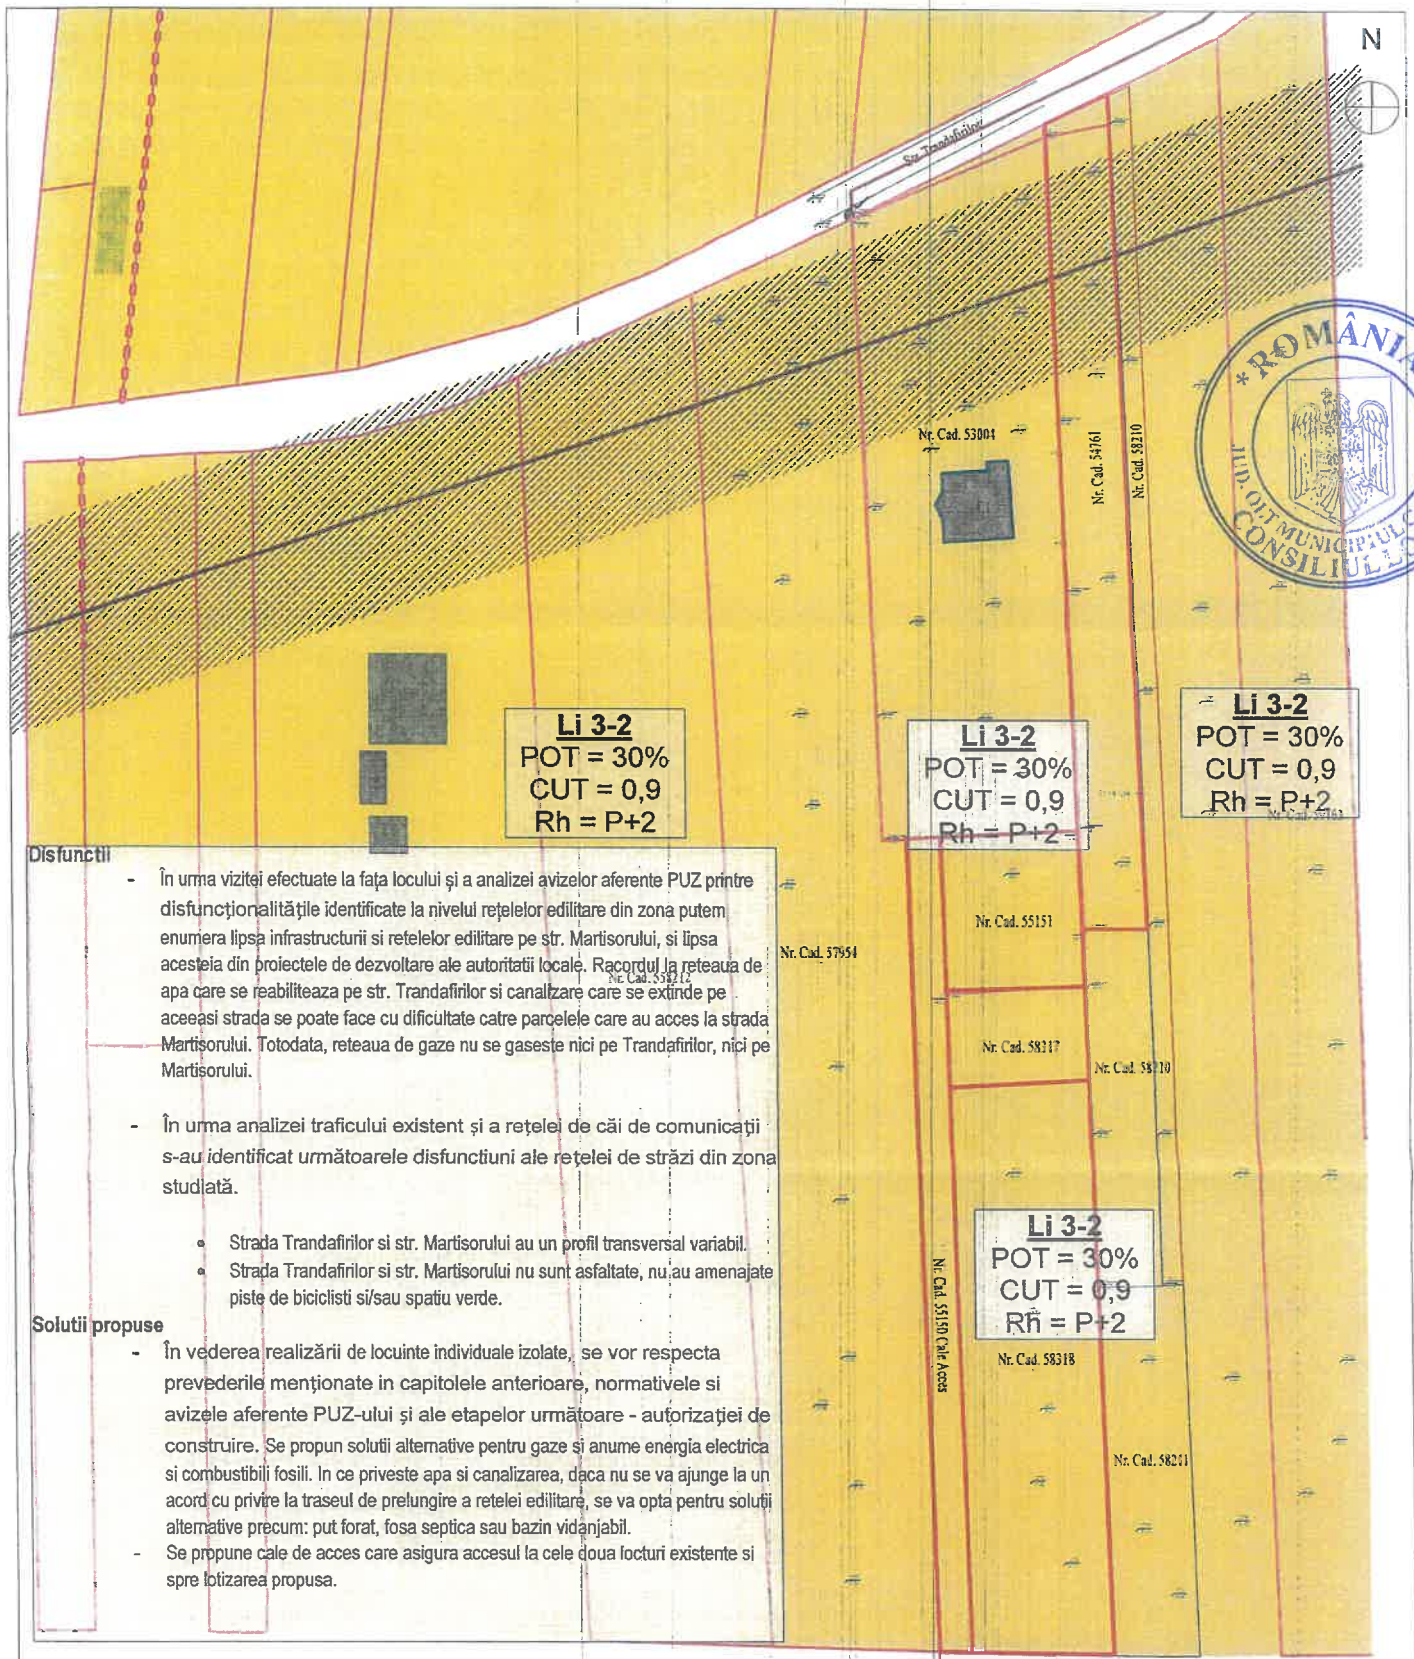 N
Str. Trandafirilor
* ROMÂNIA
JUD. OLT MUNICIPIUL
CONSILIUL
Nr. Cad. 53004
Nr. Cad. 54761
Nr. Cad. 58210
Li 3-2
POT = 30%
CUT = 0,9
Rh = P+2
Li 3-2
POT = 30%
CUT = 0,9
Rh = P+2
Li 3-2
POT = 30%
CUT = 0,9
Rh = P+2
Disfunctii
- În urma vizitei efectuate la fața locului și a analizei avizelor aferente PUZ printre
disfuncționalitățile identificate la nivelul rețelelor edilitare din zona putem
enumera lipsa infrastructurii si retelelor edilitare pe str. Martisorului, si lipsa
acesteia din proiectele de dezvoltare ale autoritatii locale. Racordul la reteaua de
apa care se reabiliteaza pe str. Trandafirilor si canalizare care se extinde pe
aceeasi strada se poate face cu dificultate catre parcelele care au acces la strada
Martisorului. Totodata, reteaua de gaze nu se gaseste nici pe Trandafirilor, nici pe
Martisorului.
- În urma analizei traficului existent și a rețelei de căi de comunicații
s-au identificat următoarele disfuncțiuni ale rețelei de străzi din zona
studiată.
• Strada Trandafirilor si str. Martisorului au un profil transversal variabil.
• Strada Trandafirilor si str. Martisorului nu sunt asfaltate, nu au amenajate
piste de biciclisti si/sau spatiu verde.
Solutii propuse
- În vederea realizării de locuinte individuale izolate, se vor respecta
prevederile menționate in capitolele anterioare, normativele si
avizele aferente PUZ-ului și ale etapelor următoare - autorizației de
construire. Se propun solutii alternative pentru gaze si anume energia electrica
si combustibili fosili. In ce priveste apa si canalizarea, daca nu se va ajunge la un
acord cu privire la traseul de prelungire a retelei edilitare, se va opta pentru soluții
alternative precum: put forat, fosa septica sau bazin vidanjabil.
- Se propune cale de acces care asigura accesul la cele doua locturi existente si
spre lotizarea propusa.
Nr. Cad. 57954
Nr. Cad. 55151
Nr. Cad. 58217
Nr. Cad. 58210
Li 3-2
POT = 30%
CUT = 0,9
Rh = P+2
Nr. Cad. 55150 Cale Acces
Nr. Cad. 58318
Nr. Cad. 58211